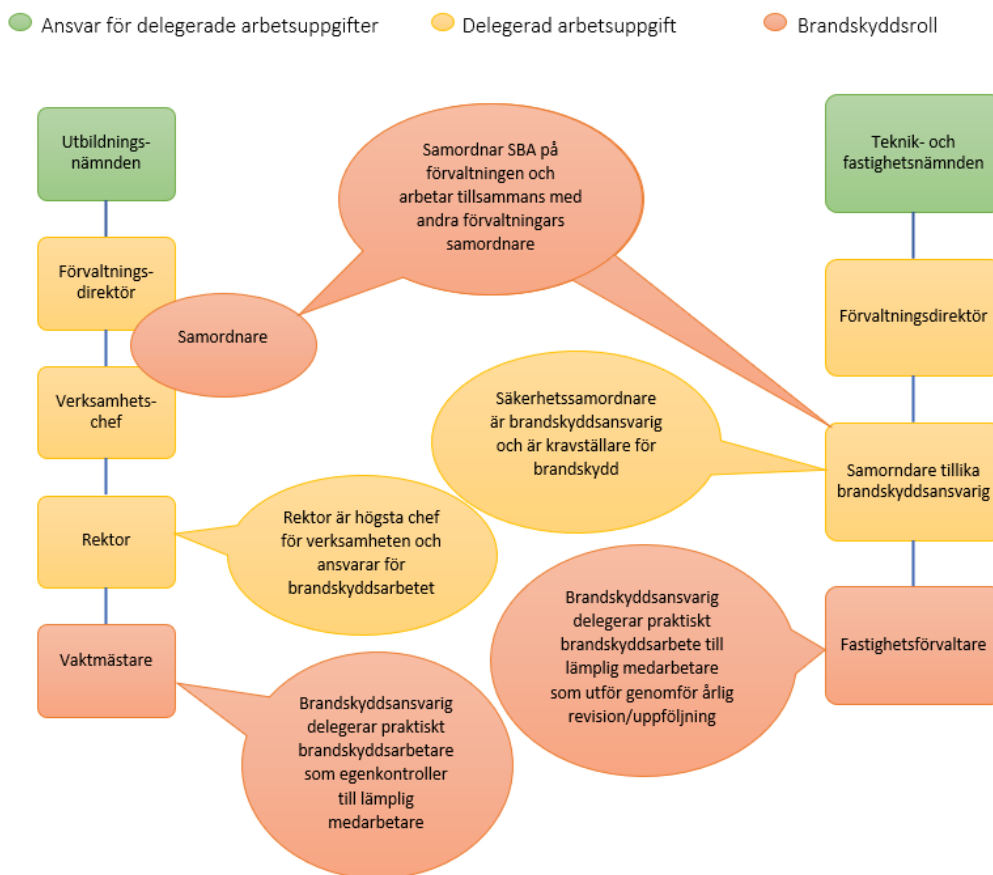 Ansvar för delegerade arbetsuppgifter
Delegerad arbetsuppgift
Brandskyddsroll
Utbildnings-
nämnden
Förvaltnings-
direktör
Samordnare
Verksamhets-
chef
Rektor
Vaktmästare
Samordnar SBA på
förvaltningen och
arbetar tillsammans med
andra förvaltningars
samordnare
Säkerhetssamordnare
är brandskyddsansvarig
och är kravställare för
brandskydd
Rektor är högsta chef
för verksamheten och
ansvarar för
brandskyddsarbetet
Brandskyddsansvarig
delegerar praktiskt
brandskyddsarbetare
som egenkontroller
till lämplig
medarbetare
Brandskyddsansvarig
delegerar praktiskt
brandskyddsarbete till
lämplig medarbetare
som utför genomför årlig
revision/uppföljning
Teknik- och
fastighetsnämnden
Förvaltningsdirektör
Samorndare tillika
brandskyddsansvarig
Fastighetsförvaltare